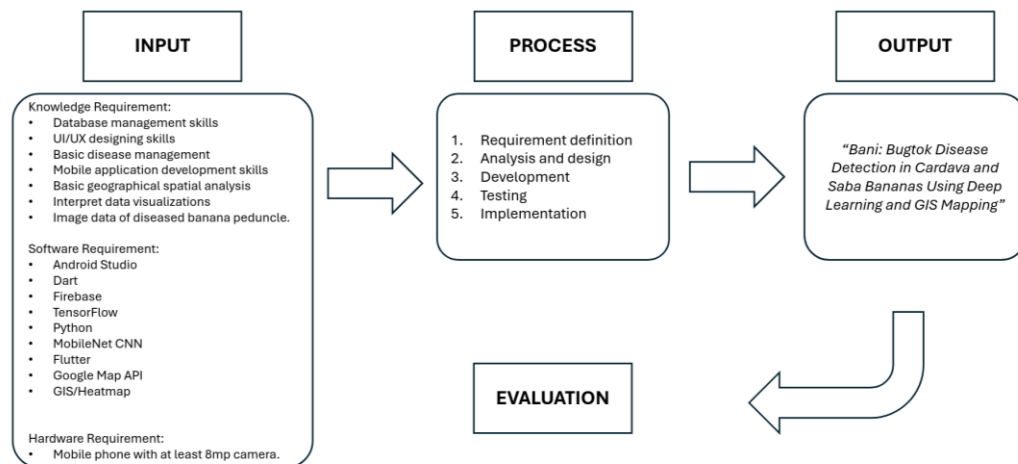 INPUT
Knowledge Requirement:
• Database management skills
• UI/UX designing skills
• Basic disease management
• Mobile application development skills
• Basic geographical spatial analysis
• Interpret data visualizations
• Image data of diseased banana peduncle.
Software Requirement:
• Android Studio
• Dart
• Firebase
• TensorFlow
• Python
• MobileNet CNN
• Flutter
• Google Map API
• GIS/Heatmap
Hardware Requirement:
• Mobile phone with at least 8mp camera.
PROCESS
1. Requirement definition
2. Analysis and design
3. Development
4. Testing
5. Implementation
OUTPUT
“Bani: Bugtok Disease
Detection in Cardava and
Saba Bananas Using Deep
Learning and GIS Mapping”
EVALUATION